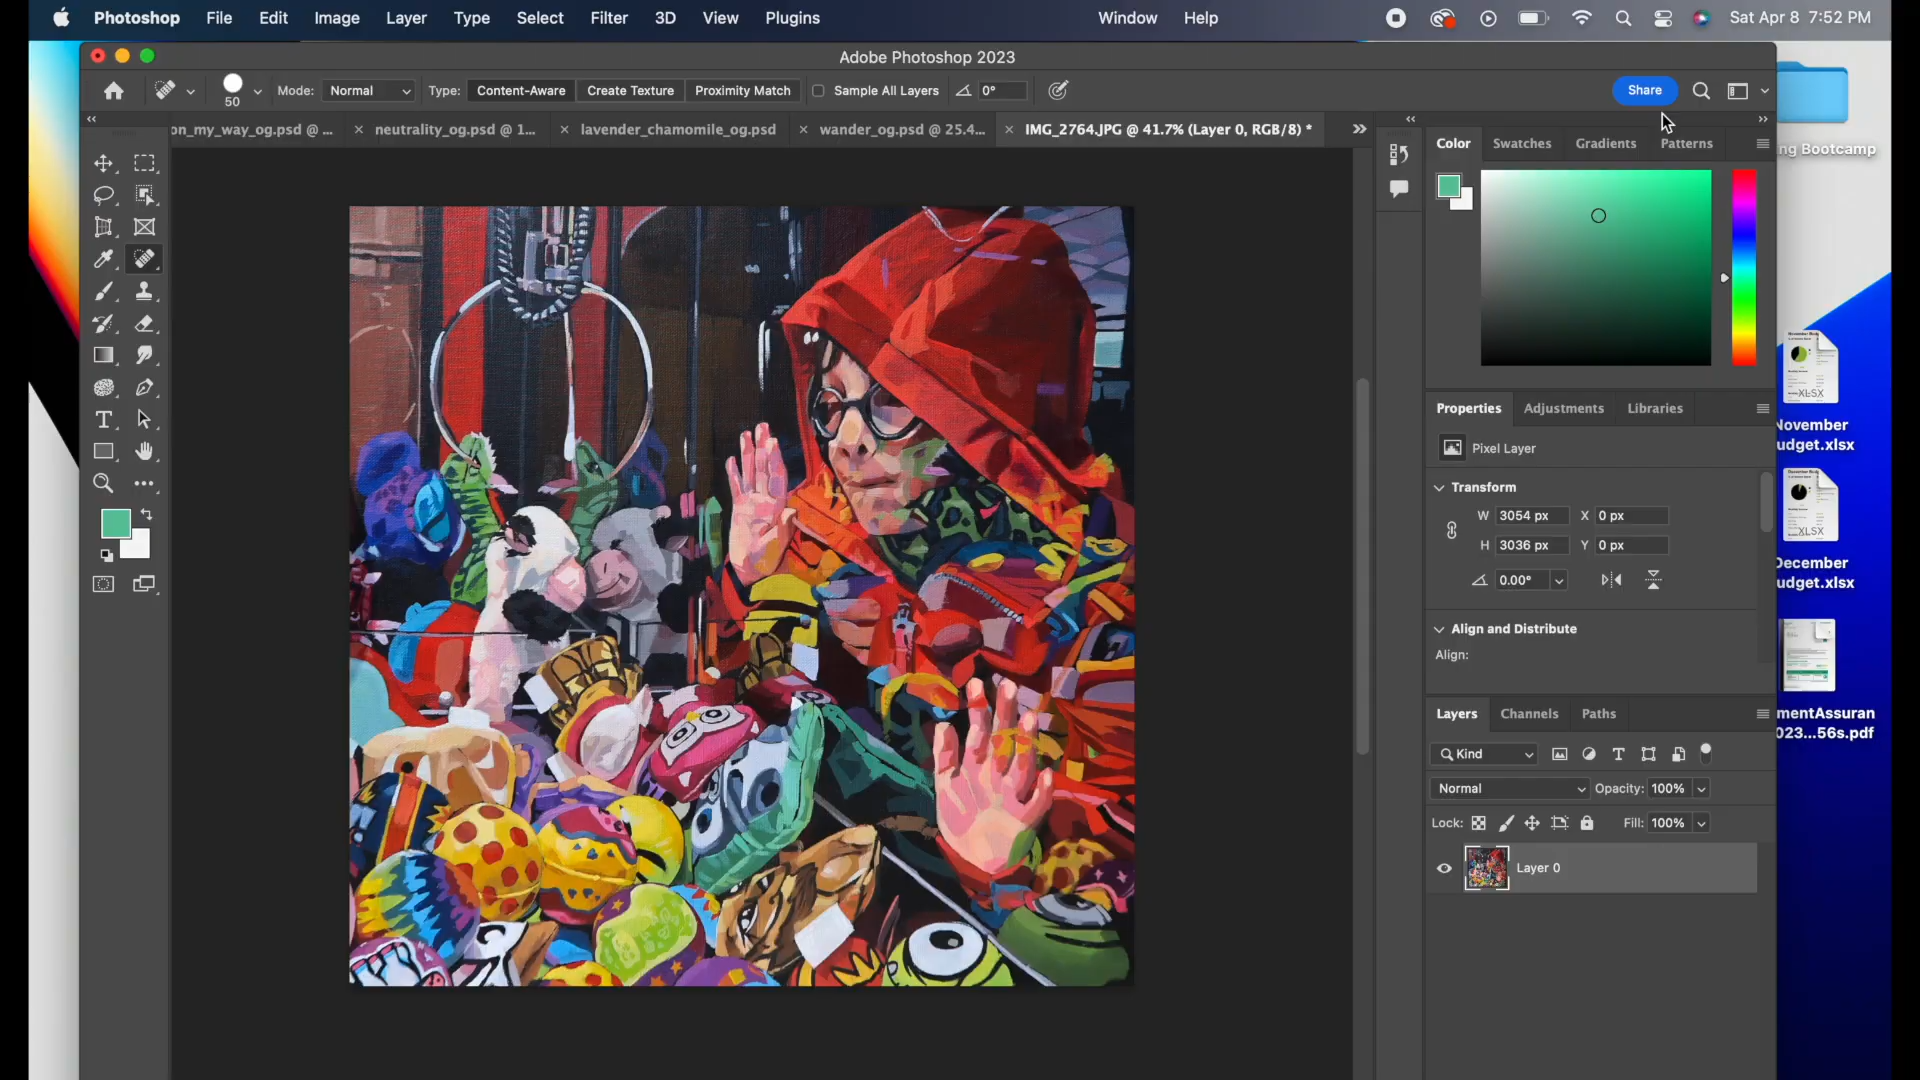 Photoshop File Edit Image Layer Type Select Filter 3D View Plugins Window Help Sat Apr 8 7:52 PM
Adobe Photoshop 2023
50 Mode: Normal Type: Content-Aware Create Texture Proximity Match Sample All Layers 0° Share
on_my_way_og.psd @ ... neutrality_og.psd @ 1... lavender_chamomile_og.psd wander_og.psd @ 25.4... IMG_2764.JPG @ 41.7% (Layer 0, RGB/8) *
Color Swatches Gradients Patterns
ng Bootcamp
XLSX
November
udget.xlsx
Properties Adjustments Libraries
Pixel Layer
Transform
W 3054 px X 0 px
H 3036 px Y 0 px
0.00°
XLSX
December
udget.xlsx
Align and Distribute
Align:
Layers Channels Paths
mentAssuran
023...56s.pdf
Kind
Normal Opacity: 100%
Lock: Fill: 100%
Layer 0